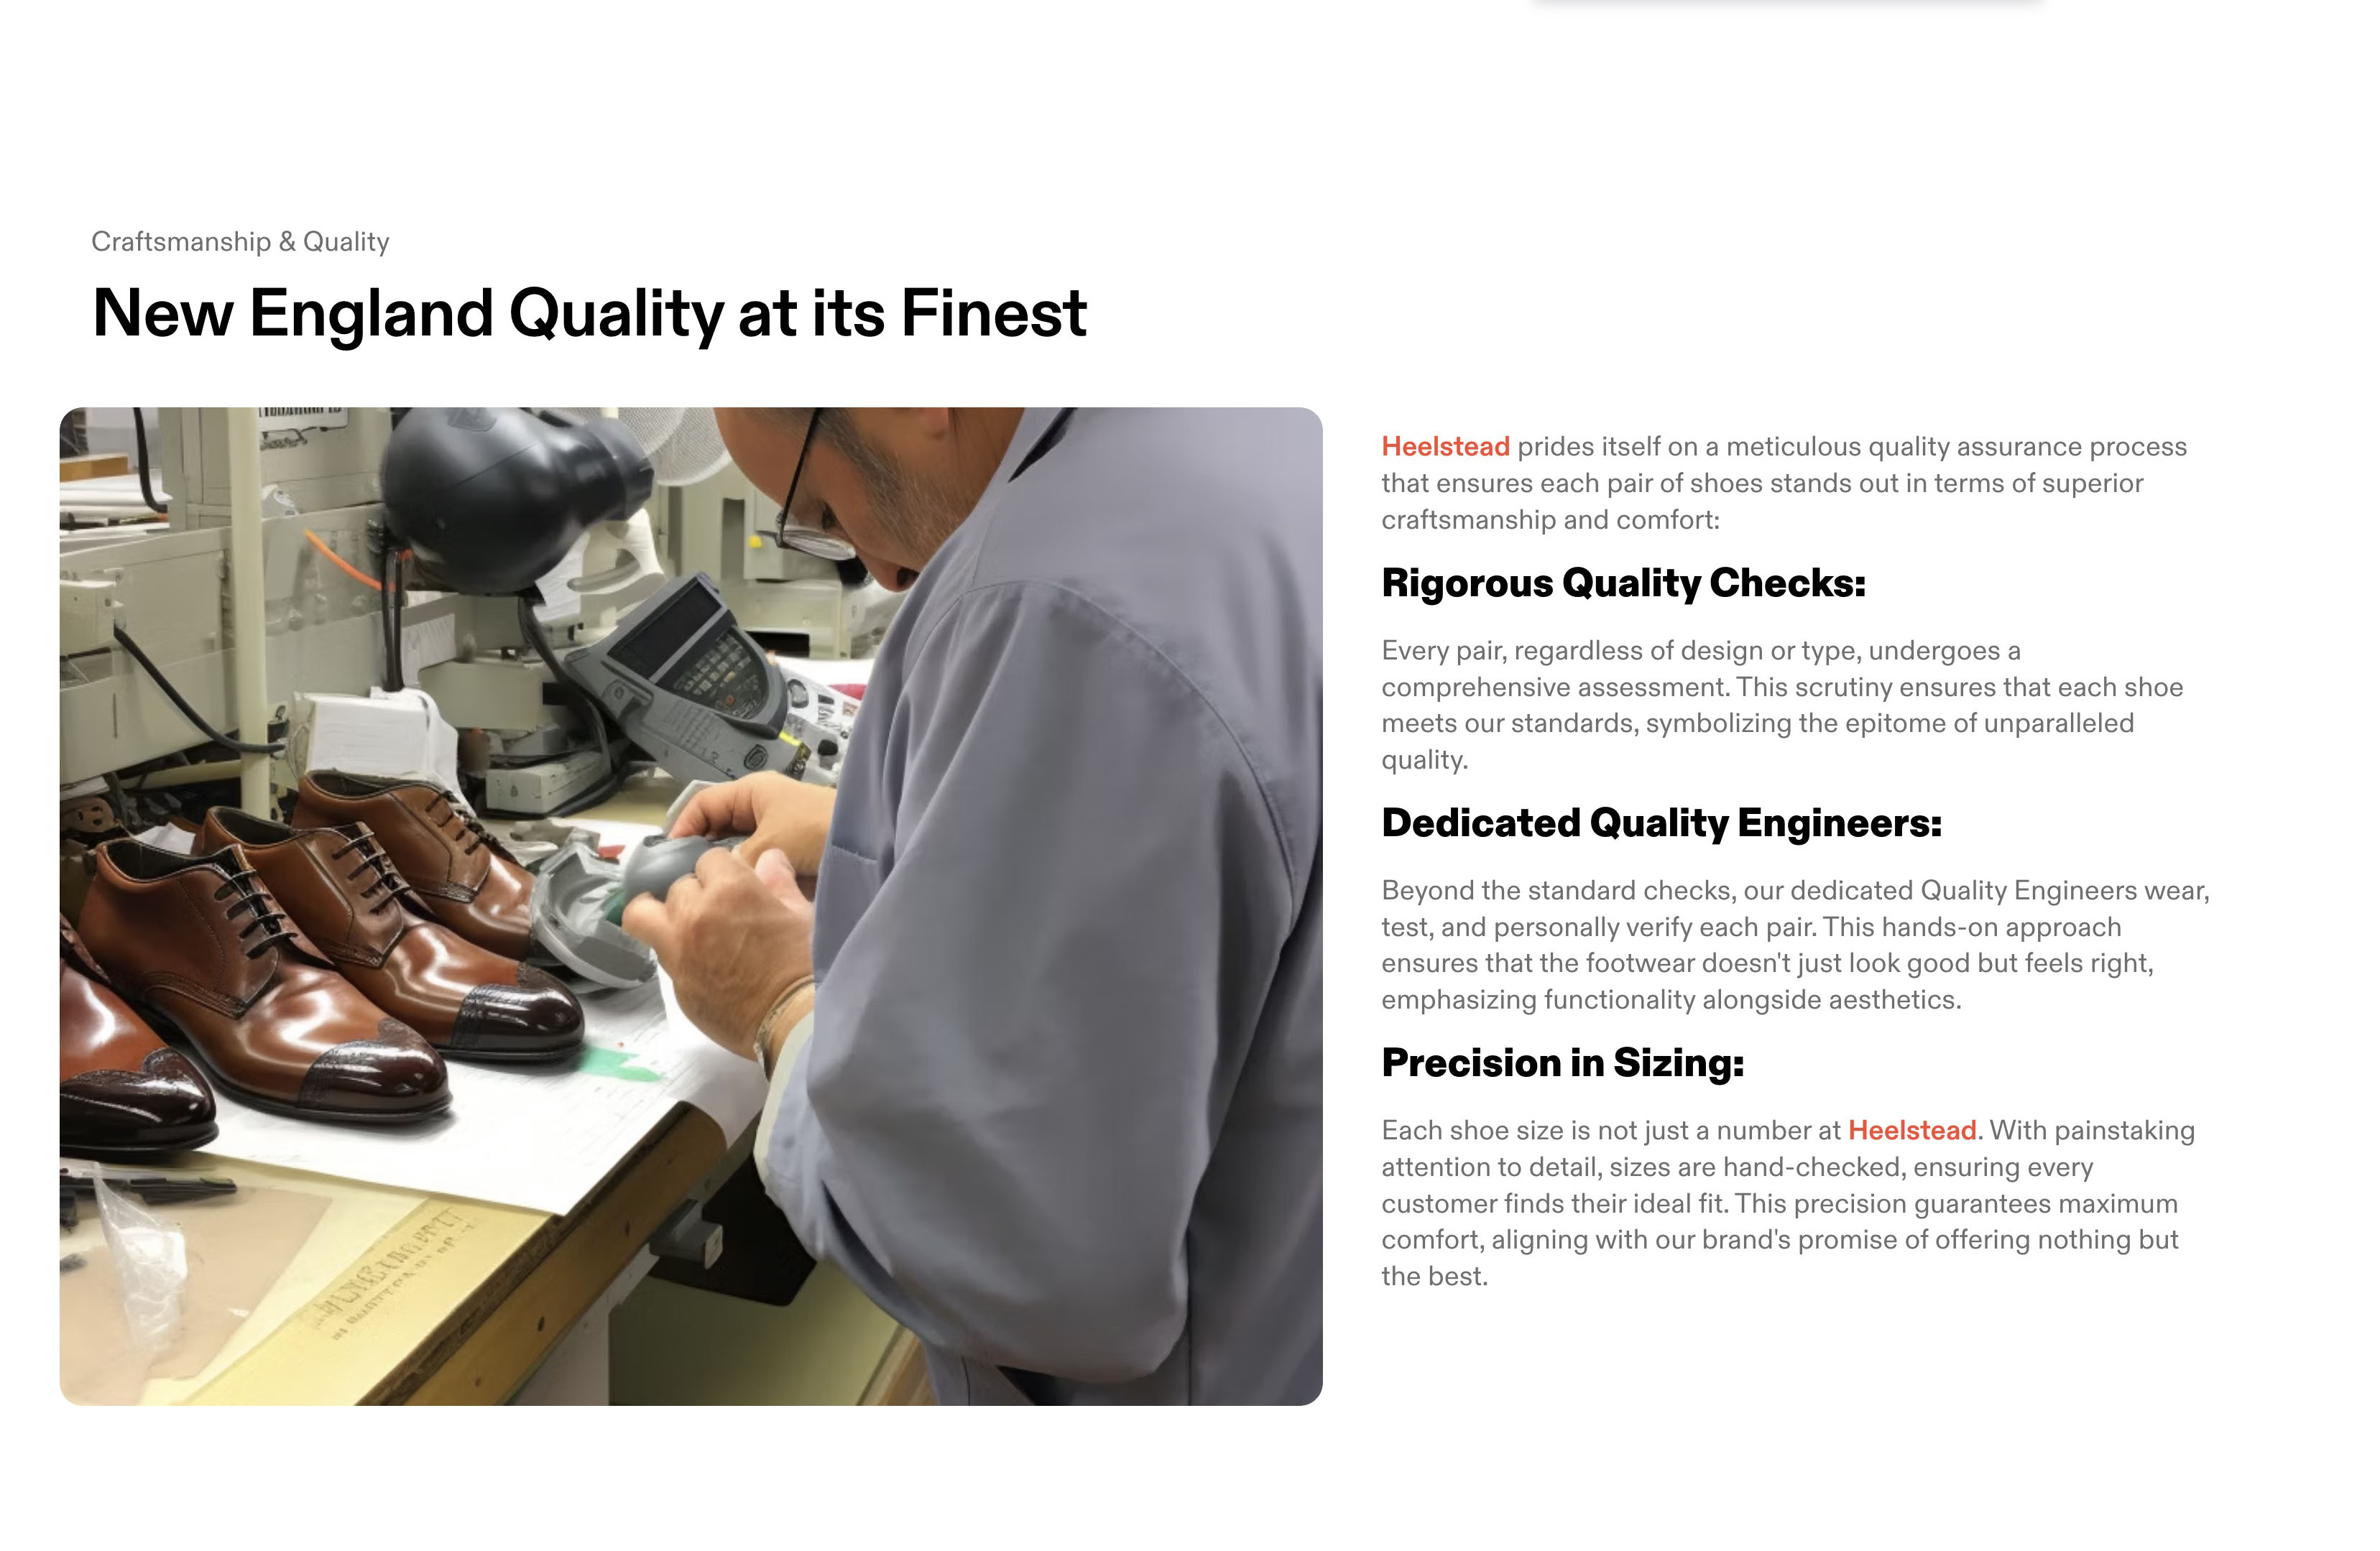 Craftsmanship & Quality
New England Quality at its Finest
Heelstead prides itself on a meticulous quality assurance process
that ensures each pair of shoes stands out in terms of superior
craftsmanship and comfort:
Rigorous Quality Checks:
Every pair, regardless of design or type, undergoes a
comprehensive assessment. This scrutiny ensures that each shoe
meets our standards, symbolizing the epitome of unparalleled
quality.
Dedicated Quality Engineers:
Beyond the standard checks, our dedicated Quality Engineers wear,
test, and personally verify each pair. This hands-on approach
ensures that the footwear doesn't just look good but feels right,
emphasizing functionality alongside aesthetics.
Precision in Sizing:
Each shoe size is not just a number at Heelstead. With painstaking
attention to detail, sizes are hand-checked, ensuring every
customer finds their ideal fit. This precision guarantees maximum
comfort, aligning with our brand's promise of offering nothing but
the best.